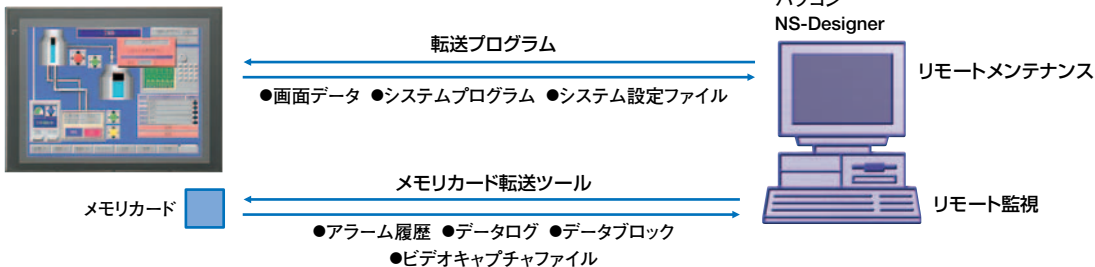 パソコン
NS-Designer
転送プログラム
●画面データ ●システムプログラム ●システム設定ファイル
リモートメンテナンス
メモリカード転送ツール
メモリカード
リモート監視
●アラーム履歴 ●データログ ●データブロック
●ビデオキャプチャファイル